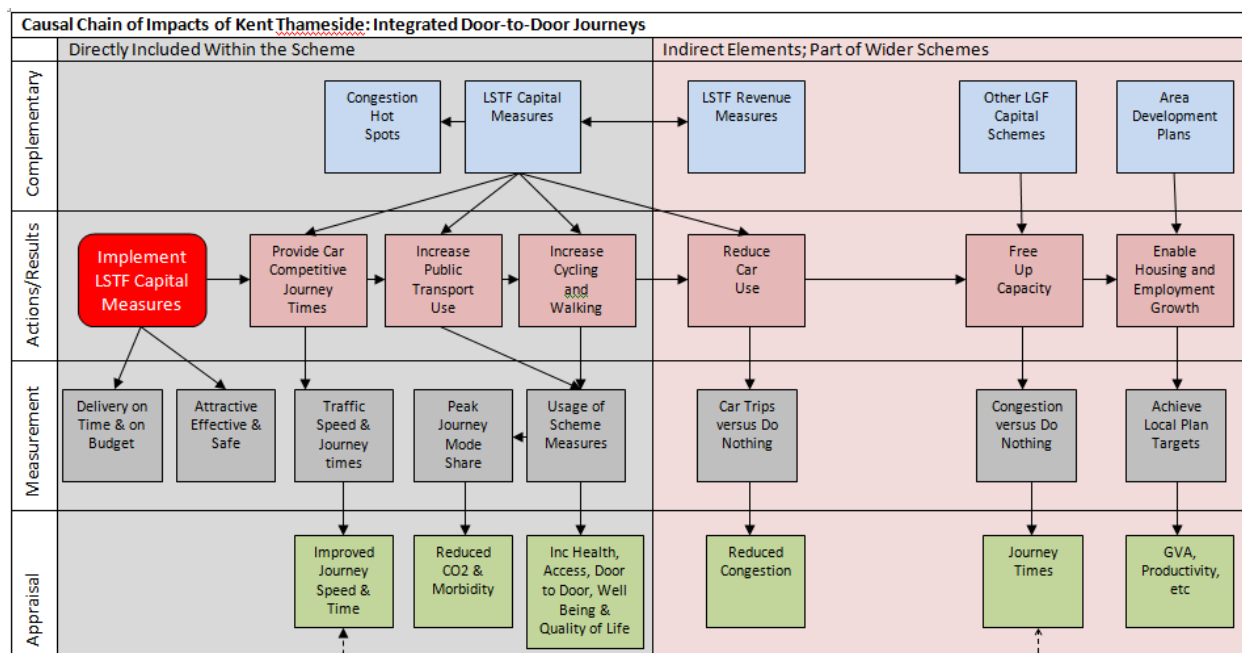 Causal Chain of Impacts of Kent Thameside: Integrated Door-to-Door Journeys
Directly Included Within the Scheme
Indirect Elements; Part of Wider Schemes
Complementary
Congestion
Hot
Spots
LSTF Capital
Measures
LSTF Revenue
Measures
Other LGF
Capital
Schemes
Area
Development
Plans
Actions/Results
Implement
LSTF Capital
Measures
Provide Car
Competitive
Journey
Times
Increase
Public
Transport
Use
Increase
Cycling
and
Walking
Reduce
Car
Use
Free
Up
Capacity
Enable
Housing and
Employment
Growth
Measurement
Delivery on
Time & on
Budget
Attractive
Effective &
Safe
Traffic
Speed &
Journey
times
Peak
Journey
Mode
Share
Usage of
Scheme
Measures
Car Trips
versus Do
Nothing
Congestion
versus Do
Nothing
Achieve
Local Plan
Targets
Appraisal
Improved
Journey
Speed &
Time
Reduced
CO2 &
Morbidity
Inc Health,
Access, Door
to Door, Well
Being &
Quality of Life
Reduced
Congestion
Journey
Times
GVA,
Productivity,
etc